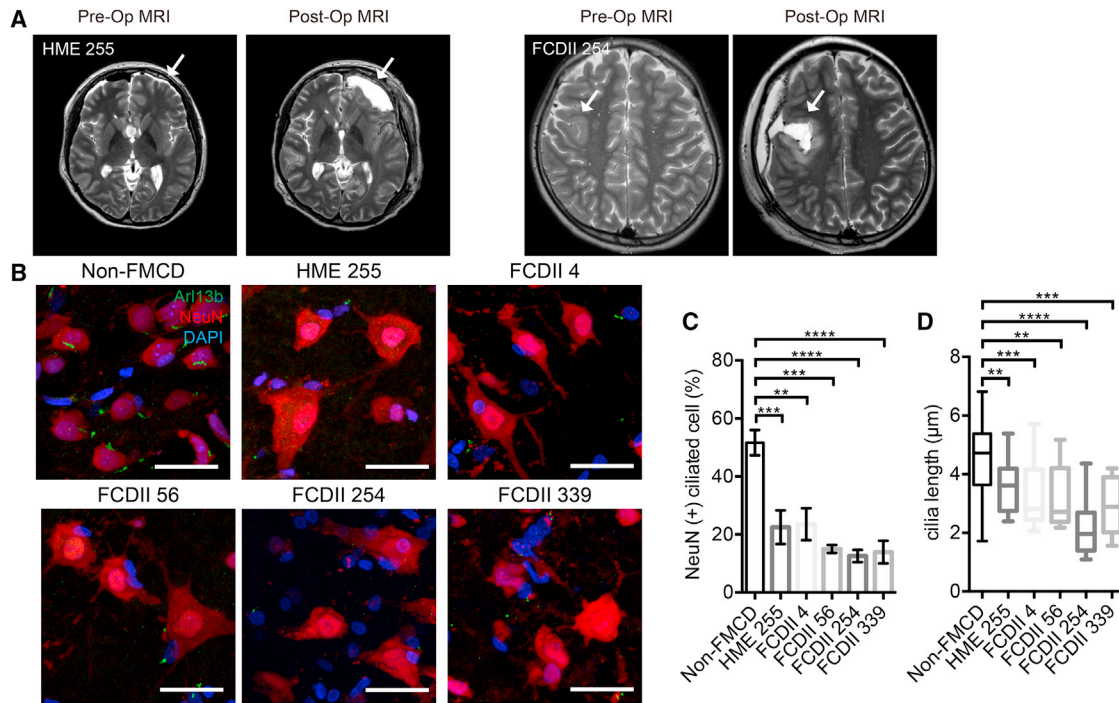 A
Pre-Op MRI
Post-Op MRI
Pre-Op MRI
Post-Op MRI
HME 255
FCDII 254
B
Non-FMCD
HME 255
FCDII 4
Arl13b
NeuN
DAPI
FCDII 56
FCDII 254
FCDII 339
C
****
****
***
**
***
NeuN (+) ciliated cell (%)
80
60
40
20
0
Non-FMCD
HME 255
FCDII 4
FCDII 56
FCDII 254
FCDII 339
D
***
****
**
***
**
cilia length (μm)
8
6
4
2
0
Non-FMCD
HME 255
FCDII 4
FCDII 56
FCDII 254
FCDII 339